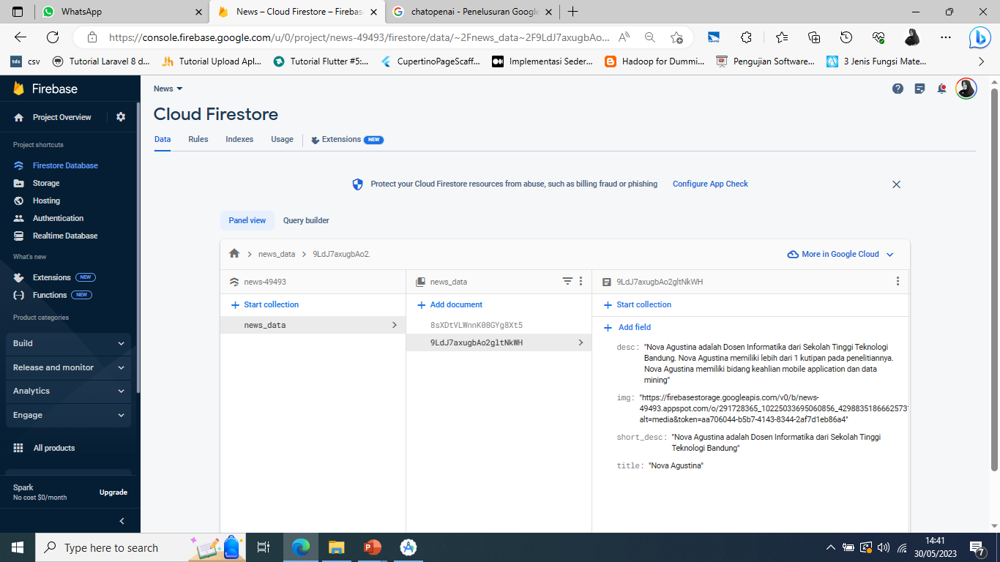 WhatsApp
News – Cloud Firestore – Firebase
chatopenai - Penelusuran Google
https://console.firebase.google.com/u/0/project/news-49493/firestore/data/~2Fnews_data~2F9LdJ7axugbAo...
csv
Tutorial Laravel 8 d...
Tutorial Upload Apl...
Tutorial Flutter #5:...
CupertinoPageScaff...
Implementasi Seder...
Hadoop for Dummi...
Pengujian Software...
3 Jenis Fungsi Mate...
Firebase
Project Overview
Project shortcuts
Firestore Database
Storage
Hosting
Authentication
Realtime Database
What's new
Extensions NEW
Functions NEW
Product categories
Build
Release and monitor
Analytics
Engage
All products
Spark
No cost $0/month
Upgrade
News
Cloud Firestore
Data
Rules
Indexes
Usage
Extensions NEW
Protect your Cloud Firestore resources from abuse, such as billing fraud or phishing
Configure App Check
Panel view
Query builder
news_data
9LdJ7axugbAo2.
More in Google Cloud
news-49493
Start collection
news_data
news_data
Add document
8sXDtVLWnnK08GYg8Xt5
9LdJ7axugbAo2gltNkWH
9LdJ7axugbAo2gltNkWH
Start collection
Add field
desc: "Nova Agustina adalah Dosen Informatika dari Sekolah Tinggi Teknologi
Bandung. Nova Agustina memiliki lebih dari 1 kutipan pada penelitiannya.
Nova Agustina memiliki bidang keahlian mobile application dan data
mining"
img: "https://firebasestorage.googleapis.com/v0/b/news-
49493.appspot.com/o/291728365_10225033695060856_429883518666257
alt=media&token=aa706044-b5b7-4143-8344-2af7d1eb86a4"
short_desc: "Nova Agustina adalah Dosen Informatika dari Sekolah Tinggi
Teknologi Bandung"
title: "Nova Agustina"
Type here to search
14:41
30/05/2023
7